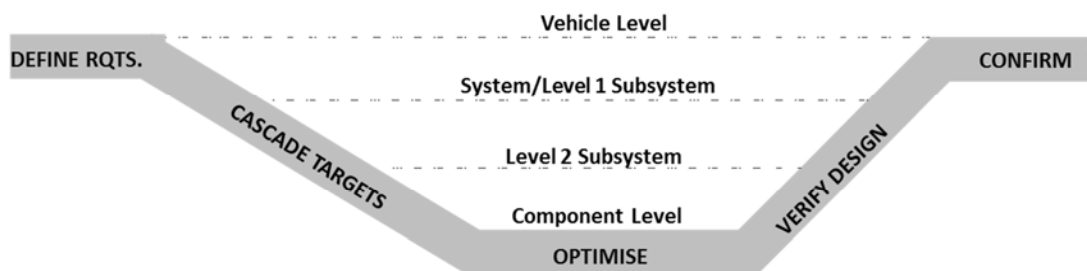 Vehicle Level
DEFINE RQTS.
CONFIRM
System/Level 1 Subsystem
CASCADE TARGETS
Level 2 Subsystem
VERIFY DESIGN
Component Level
OPTIMISE